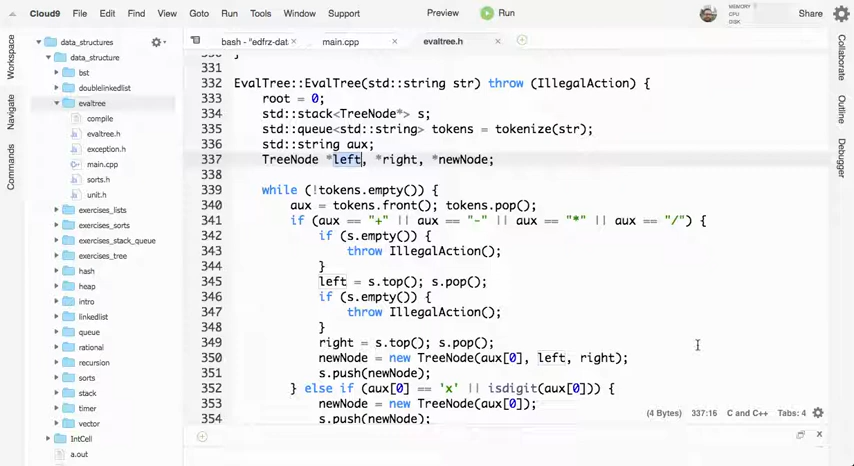 Cloud9 File Edit Find View Goto Run Tools Window Support Preview Run MEMORY CPU DISK Share
Workspace
Navigate
Commands
data_structures
data_structure
bst
doublelinkedlist
evaltree
compile
evaltree.h
exception.h
main.cpp
sorts.h
unit.h
exercises_lists
exercises_sorts
exercises_stack_queue
exercises_tree
hash
heap
intro
linkedlist
queue
rational
recursion
sorts
stack
timer
vector
IntCell
a.out
bash - "edfrz-dat× main.cpp × evaltree.h ×
330 }
331
332 EvalTree::EvalTree(std::string str) throw (IllegalAction) {
333 root = 0;
334 std::stack<TreeNode*> s;
335 std::queue<std::string> tokens = tokenize(str);
336 std::string aux;
337 TreeNode *left, *right, *newNode;
338
339 while (!tokens.empty()) {
340 aux = tokens.front(); tokens.pop();
341 if (aux == "+" || aux == "-" || aux == "*" || aux == "/") {
342 if (s.empty()) {
343 throw IllegalAction();
344 }
345 left = s.top(); s.pop();
346 if (s.empty()) {
347 throw IllegalAction();
348 }
349 right = s.top(); s.pop();
350 newNode = new TreeNode(aux[0], left, right);
351 s.push(newNode);
352 } else if (aux[0] == 'x' || isdigit(aux[0])) {
353 newNode = new TreeNode(aux[0]);
354 s.push(newNode);
(4 Bytes) 337:16 C and C++ Tabs: 4
Collaborate
Outline
Debugger